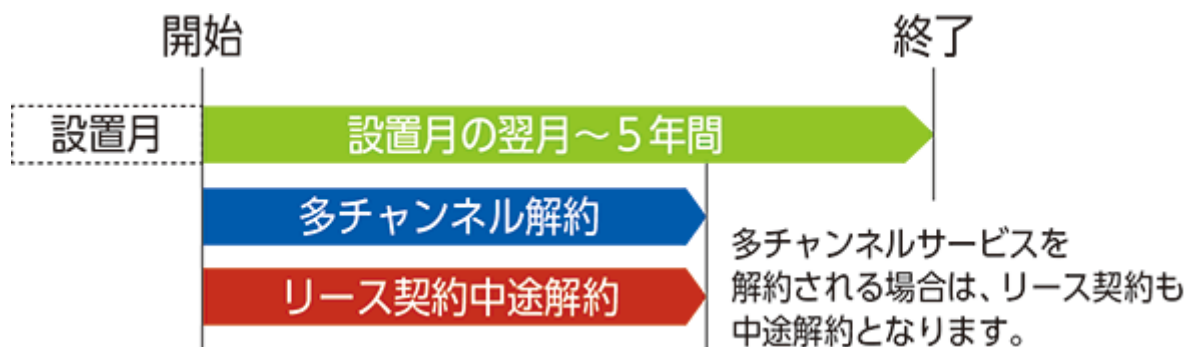 開始
終了
設置月
設置月の翌月～５年間
多チャンネル解約
リース契約中途解約
多チャンネルサービスを
解約される場合は、リース契約も
中途解約となります。